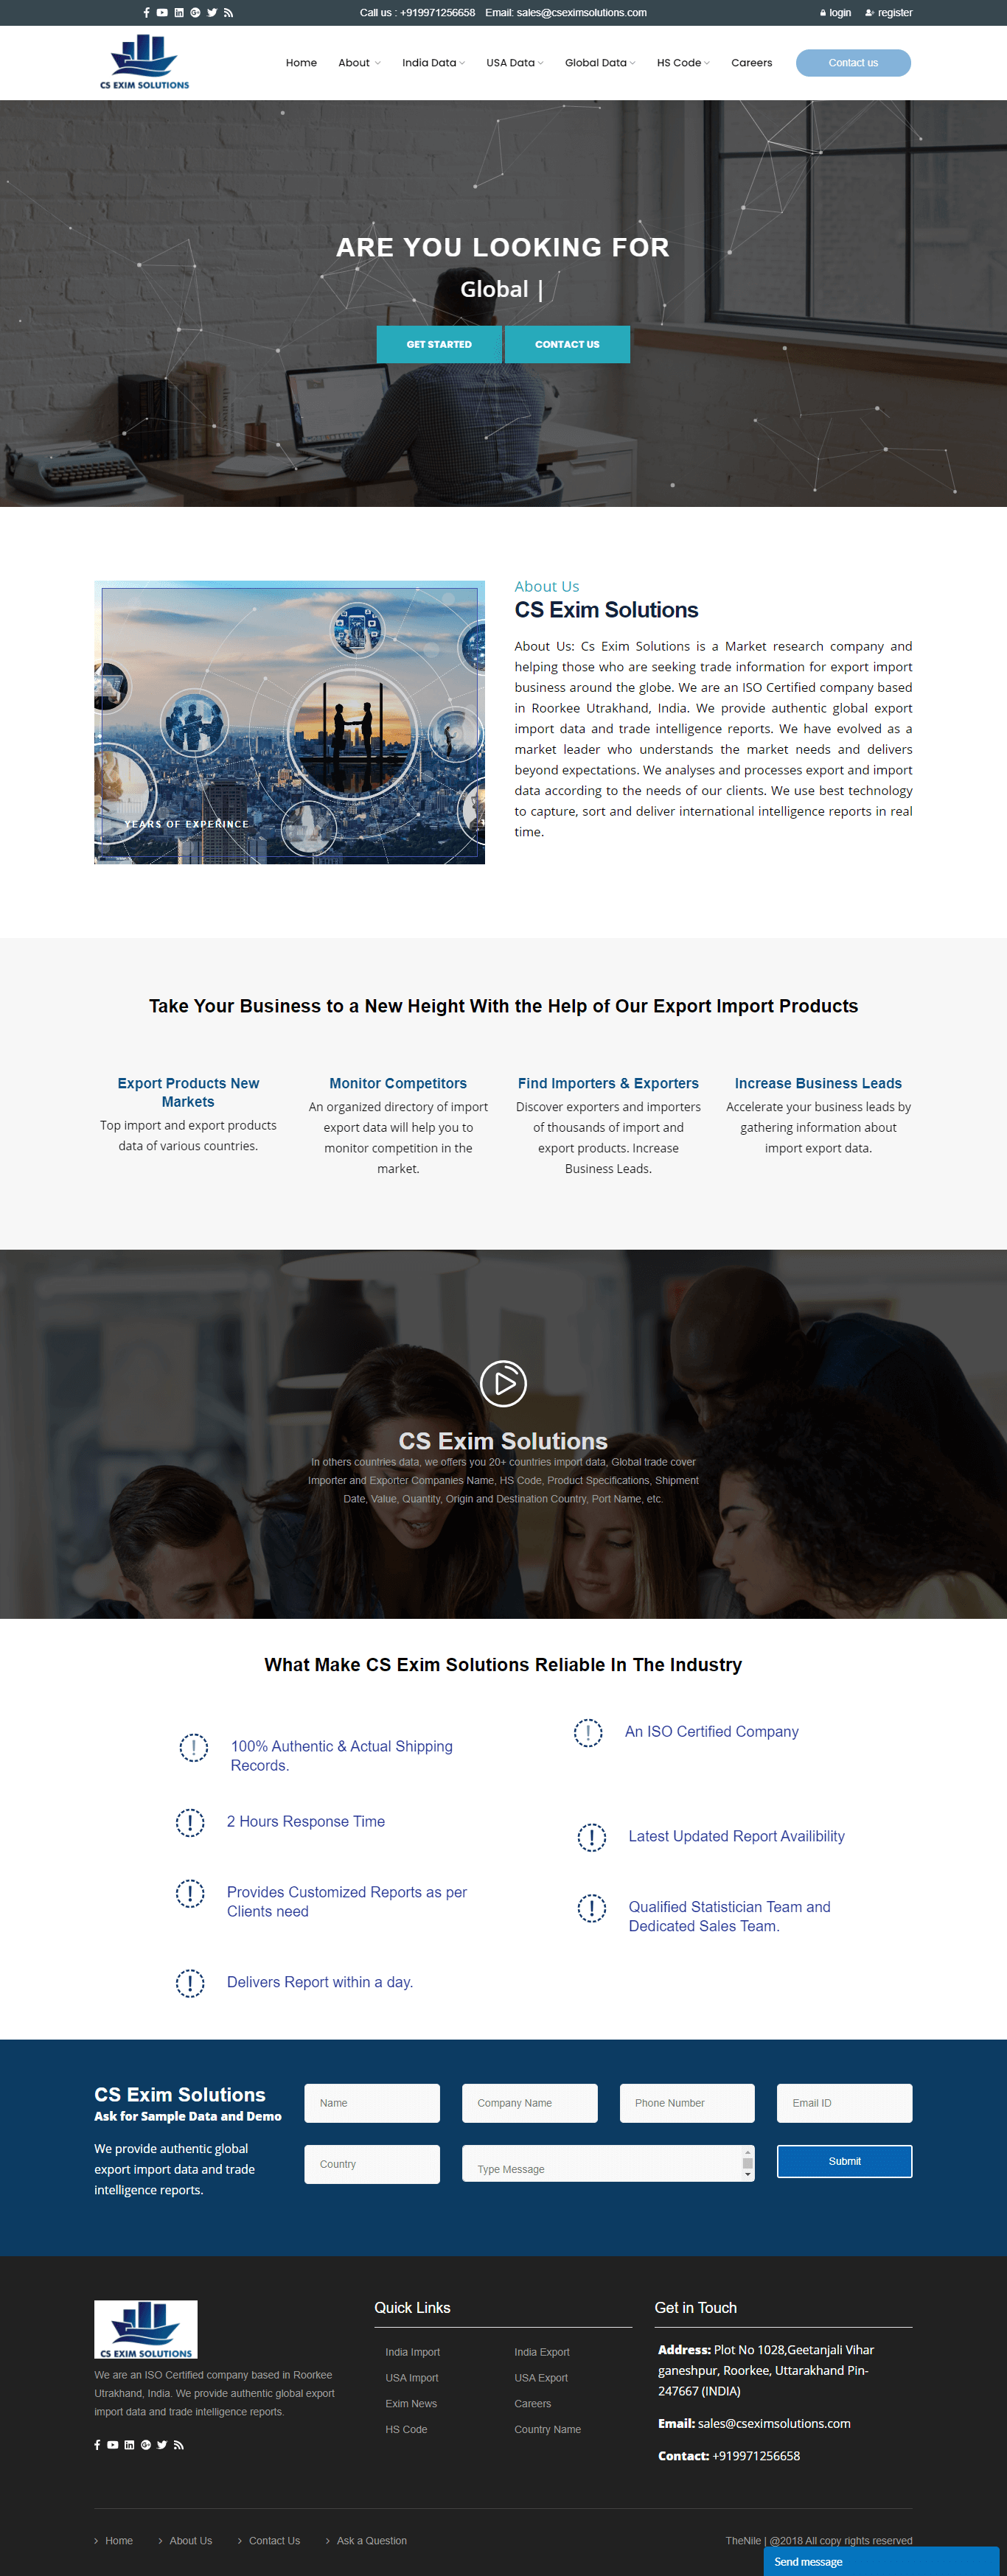 Call us : +919971256658 Email: sales@cseximsolutions.com
login register
CS EXIM SOLUTIONS
Home About India Data USA Data Global Data HS Code Careers Contact us
ARE YOU LOOKING FOR
Global |
GET STARTED CONTACT US
YEARS OF EXPERINCE
About Us
CS Exim Solutions
About Us: Cs Exim Solutions is a Market research company and
helping those who are seeking trade information for export import
business around the globe. We are an ISO Certified company based
in Roorkee Utrakhand, India. We provide authentic global export
import data and trade intelligence reports. We have evolved as a
market leader who understands the market needs and delivers
beyond expectations. We analyses and processes export and import
data according to the needs of our clients. We use best technology
to capture, sort and deliver international intelligence reports in real
time.
Take Your Business to a New Height With the Help of Our Export Import Products
Export Products New
Markets
Top import and export products
data of various countries.
Monitor Competitors
An organized directory of import
export data will help you to
monitor competition in the
market.
Find Importers & Exporters
Discover exporters and importers
of thousands of import and
export products. Increase
Business Leads.
Increase Business Leads
Accelerate your business leads by
gathering information about
import export data.
CS Exim Solutions
In others countries data, we offers you 20+ countries import data, Global trade cover
Importer and Exporter Companies Name, HS Code, Product Specifications, Shipment
Date, Value, Quantity, Origin and Destination Country, Port Name, etc.
What Make CS Exim Solutions Reliable In The Industry
100% Authentic & Actual Shipping
Records.
An ISO Certified Company
2 Hours Response Time
Latest Updated Report Availibility
Provides Customized Reports as per
Clients need
Qualified Statistician Team and
Dedicated Sales Team.
Delivers Report within a day.
CS Exim Solutions
Ask for Sample Data and Demo
We provide authentic global
export import data and trade
intelligence reports.
Name Company Name Phone Number Email ID
Country Type Message Submit
CS EXIM SOLUTIONS
We are an ISO Certified company based in Roorkee
Utrakhand, India. We provide authentic global export
import data and trade intelligence reports.
Quick Links
India Import India Export
USA Import USA Export
Exim News Careers
HS Code Country Name
Get in Touch
Address: Plot No 1028,Geetanjali Vihar
ganeshpur, Roorkee, Uttarakhand Pin-
247667 (INDIA)
Email: sales@cseximsolutions.com
Contact: +919971256658
Home About Us Contact Us Ask a Question
TheNile | @2018 All copy rights reserved
Send message